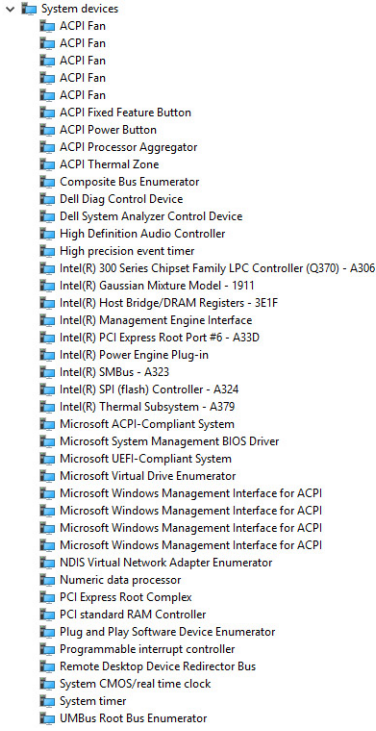 System devices
ACPI Fan
ACPI Fan
ACPI Fan
ACPI Fan
ACPI Fan
ACPI Fixed Feature Button
ACPI Power Button
ACPI Processor Aggregator
ACPI Thermal Zone
Composite Bus Enumerator
Dell Diag Control Device
Dell System Analyzer Control Device
High Definition Audio Controller
High precision event timer
Intel(R) 300 Series Chipset Family LPC Controller (Q370) - A306
Intel(R) Gaussian Mixture Model - 1911
Intel(R) Host Bridge/DRAM Registers - 3E1F
Intel(R) Management Engine Interface
Intel(R) PCI Express Root Port #6 - A33D
Intel(R) Power Engine Plug-in
Intel(R) SMBus - A323
Intel(R) SPI (flash) Controller - A324
Intel(R) Thermal Subsystem - A379
Microsoft ACPI-Compliant System
Microsoft System Management BIOS Driver
Microsoft UEFI-Compliant System
Microsoft Virtual Drive Enumerator
Microsoft Windows Management Interface for ACPI
Microsoft Windows Management Interface for ACPI
Microsoft Windows Management Interface for ACPI
Microsoft Windows Management Interface for ACPI
NDIS Virtual Network Adapter Enumerator
Numeric data processor
PCI Express Root Complex
PCI standard RAM Controller
Plug and Play Software Device Enumerator
Programmable interrupt controller
Remote Desktop Device Redirector Bus
System CMOS/real time clock
System timer
UMBus Root Bus Enumerator